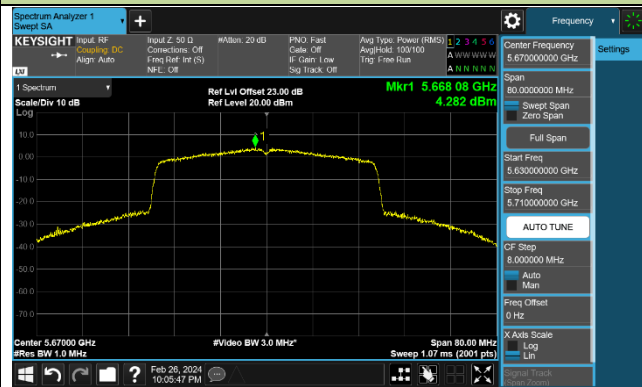 Spectrum Analyzer 1
Swept SA
Frequency
KEYSIGHT
Input: RF
Coupling: DC
Align: Auto
Input Z: 50 Ω
Corrections: Off
Freq Ref: Int (S)
NFE: Off
#Atten: 20 dB
PNO: Fast
Gate: Off
IF Gain: Low
Sig Track: Off
Avg Type: Power (RMS)
Avg|Hold: 100/100
Trig: Free Run
1 2 3 4 5 6
A W W W W W
A N N N N N
LXI
1 Spectrum
Scale/Div 10 dB
Log
Ref Lvl Offset 23.00 dB
Ref Level 20.00 dBm
Mkr1 5.668 08 GHz
4.282 dBm
1
10.0
0.00
-10.0
-20.0
-30.0
-40.0
-50.0
-60.0
-70.0
Center 5.67000 GHz
#Res BW 1.0 MHz
#Video BW 3.0 MHz*
Span 80.00 MHz
Sweep 1.07 ms (2001 pts)
Feb 26, 2024
10:05:47 PM
Center Frequency
5.670000000 GHz
Span
80.0000000 MHz
Swept Span
Zero Span
Full Span
Start Freq
5.630000000 GHz
Stop Freq
5.710000000 GHz
AUTO TUNE
CF Step
8.000000 MHz
Auto
Man
Freq Offset
0 Hz
X Axis Scale
Log
Lin
Signal Track
(Span Zoom)
Settings